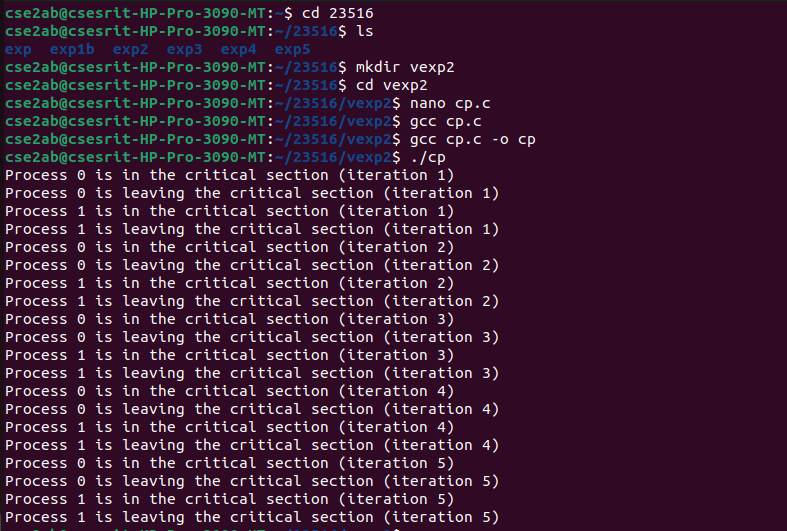 cse2ab@csesrit-HP-Pro-3090-MT:~$ cd 23516
cse2ab@csesrit-HP-Pro-3090-MT:~/23516$ ls
exp  exp1b  exp2  exp3  exp4  exp5
cse2ab@csesrit-HP-Pro-3090-MT:~/23516$ mkdir vexp2
cse2ab@csesrit-HP-Pro-3090-MT:~/23516$ cd vexp2
cse2ab@csesrit-HP-Pro-3090-MT:~/23516/vexp2$ nano cp.c
cse2ab@csesrit-HP-Pro-3090-MT:~/23516/vexp2$ gcc cp.c
cse2ab@csesrit-HP-Pro-3090-MT:~/23516/vexp2$ gcc cp.c -o cp
cse2ab@csesrit-HP-Pro-3090-MT:~/23516/vexp2$ ./cp
Process 0 is in the critical section (iteration 1)
Process 0 is leaving the critical section (iteration 1)
Process 1 is in the critical section (iteration 1)
Process 1 is leaving the critical section (iteration 1)
Process 0 is in the critical section (iteration 2)
Process 0 is leaving the critical section (iteration 2)
Process 1 is in the critical section (iteration 2)
Process 1 is leaving the critical section (iteration 2)
Process 0 is in the critical section (iteration 3)
Process 0 is leaving the critical section (iteration 3)
Process 1 is in the critical section (iteration 3)
Process 1 is leaving the critical section (iteration 3)
Process 0 is in the critical section (iteration 4)
Process 0 is leaving the critical section (iteration 4)
Process 1 is in the critical section (iteration 4)
Process 1 is leaving the critical section (iteration 4)
Process 0 is in the critical section (iteration 5)
Process 0 is leaving the critical section (iteration 5)
Process 1 is in the critical section (iteration 5)
Process 1 is leaving the critical section (iteration 5)